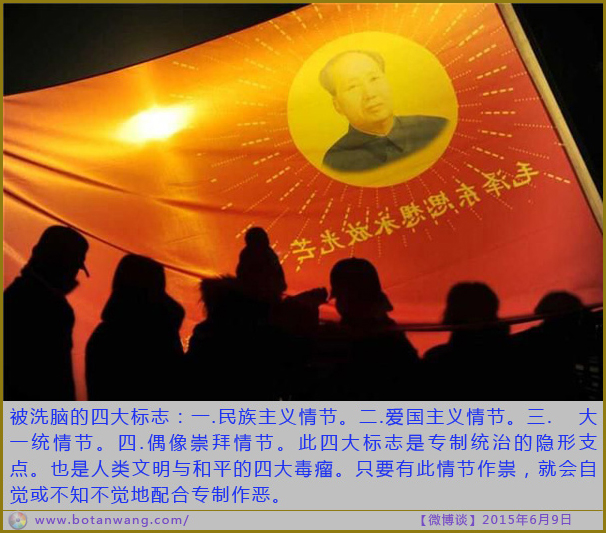 毛泽东思想永放光芒
被洗脑的四大标志：一.民族主义情节。二.爱国主义情节。三. 大
一统情节。四.偶像崇拜情节。此四大标志是专制统治的隐形支
点。也是人类文明与和平的四大毒瘤。只要有此情节作祟，就会自
觉或不知不觉地配合专制作恶。
www.botanwang.com/ 【微博谈】2015年6月9日